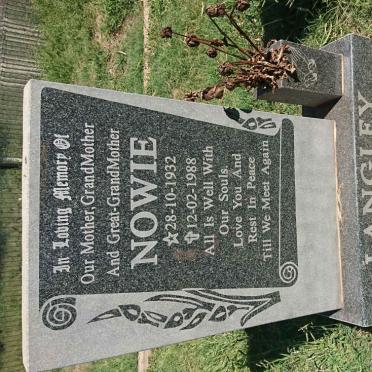 In Loving Memory Of
Our Mother, GrandMother
And Great-GrandMother
NOWIE
☆28-10-1952
✝12-02-1988
All Is Well With
Our Souls
Love You And
Rest In Peace
Till We Meet Again
LANGLEY